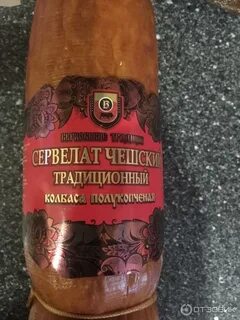 В
СЕРВЕЛАТ ЧЕШСКИЙ
ТРАДИЦИОННЫЙ
КОЛБАСА ПОЛУКОПЧЕНАЯ
ОТЗОВИК